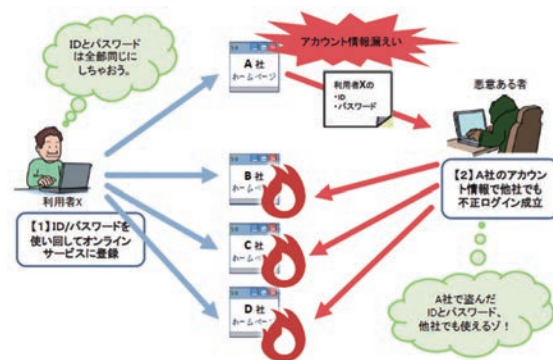 IDとパスワード
は全部同じに
しちゃおう。
利用者X
【1】ID/パスワードを
使い回してオンライン
サービスに登録
A 社
ホームページ
アカウント情報漏えい
利用者Xの
・ID
・パスワード
B 社
ホームページ
C 社
ホームページ
D 社
ホームページ
悪意ある者
【2】A社のアカウ
ント情報で他社でも
不正ログイン成立
A社で盗んだ
IDとパスワード、
他社でも使えるゾ！